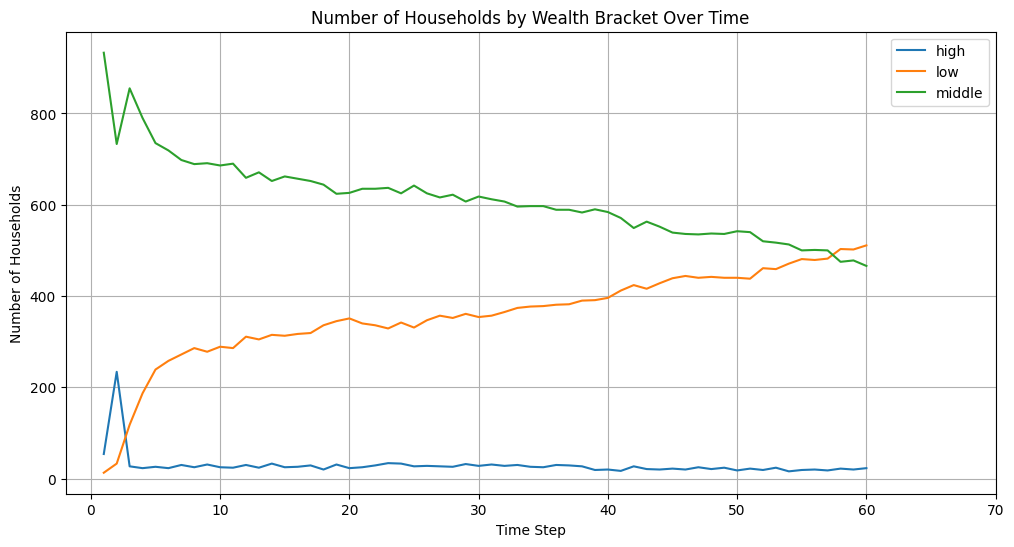 Number of Households by Wealth Bracket Over Time
high
low
middle
Number of Households
800
600
400
200
0
0 10 20 30 40 50 60 70
Time Step